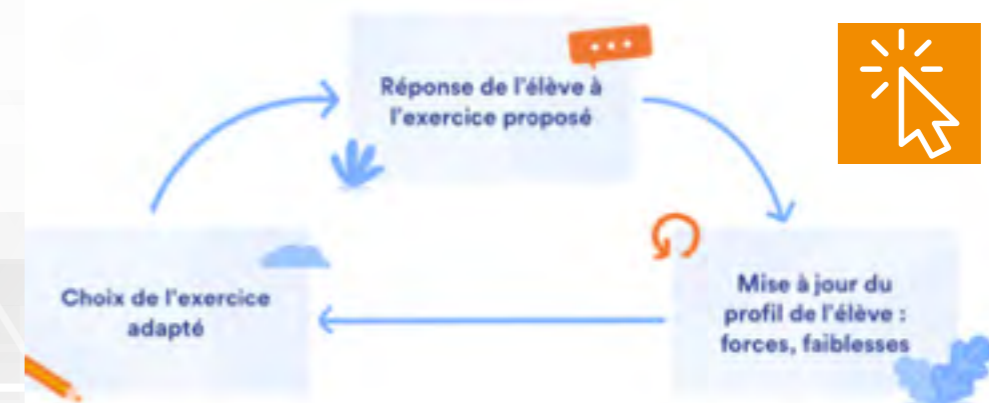 Réponse de l'élève à
l'exercice proposé
Mise à jour du
profil de l'élève :
forces, faiblesses
Choix de l'exercice
adapté